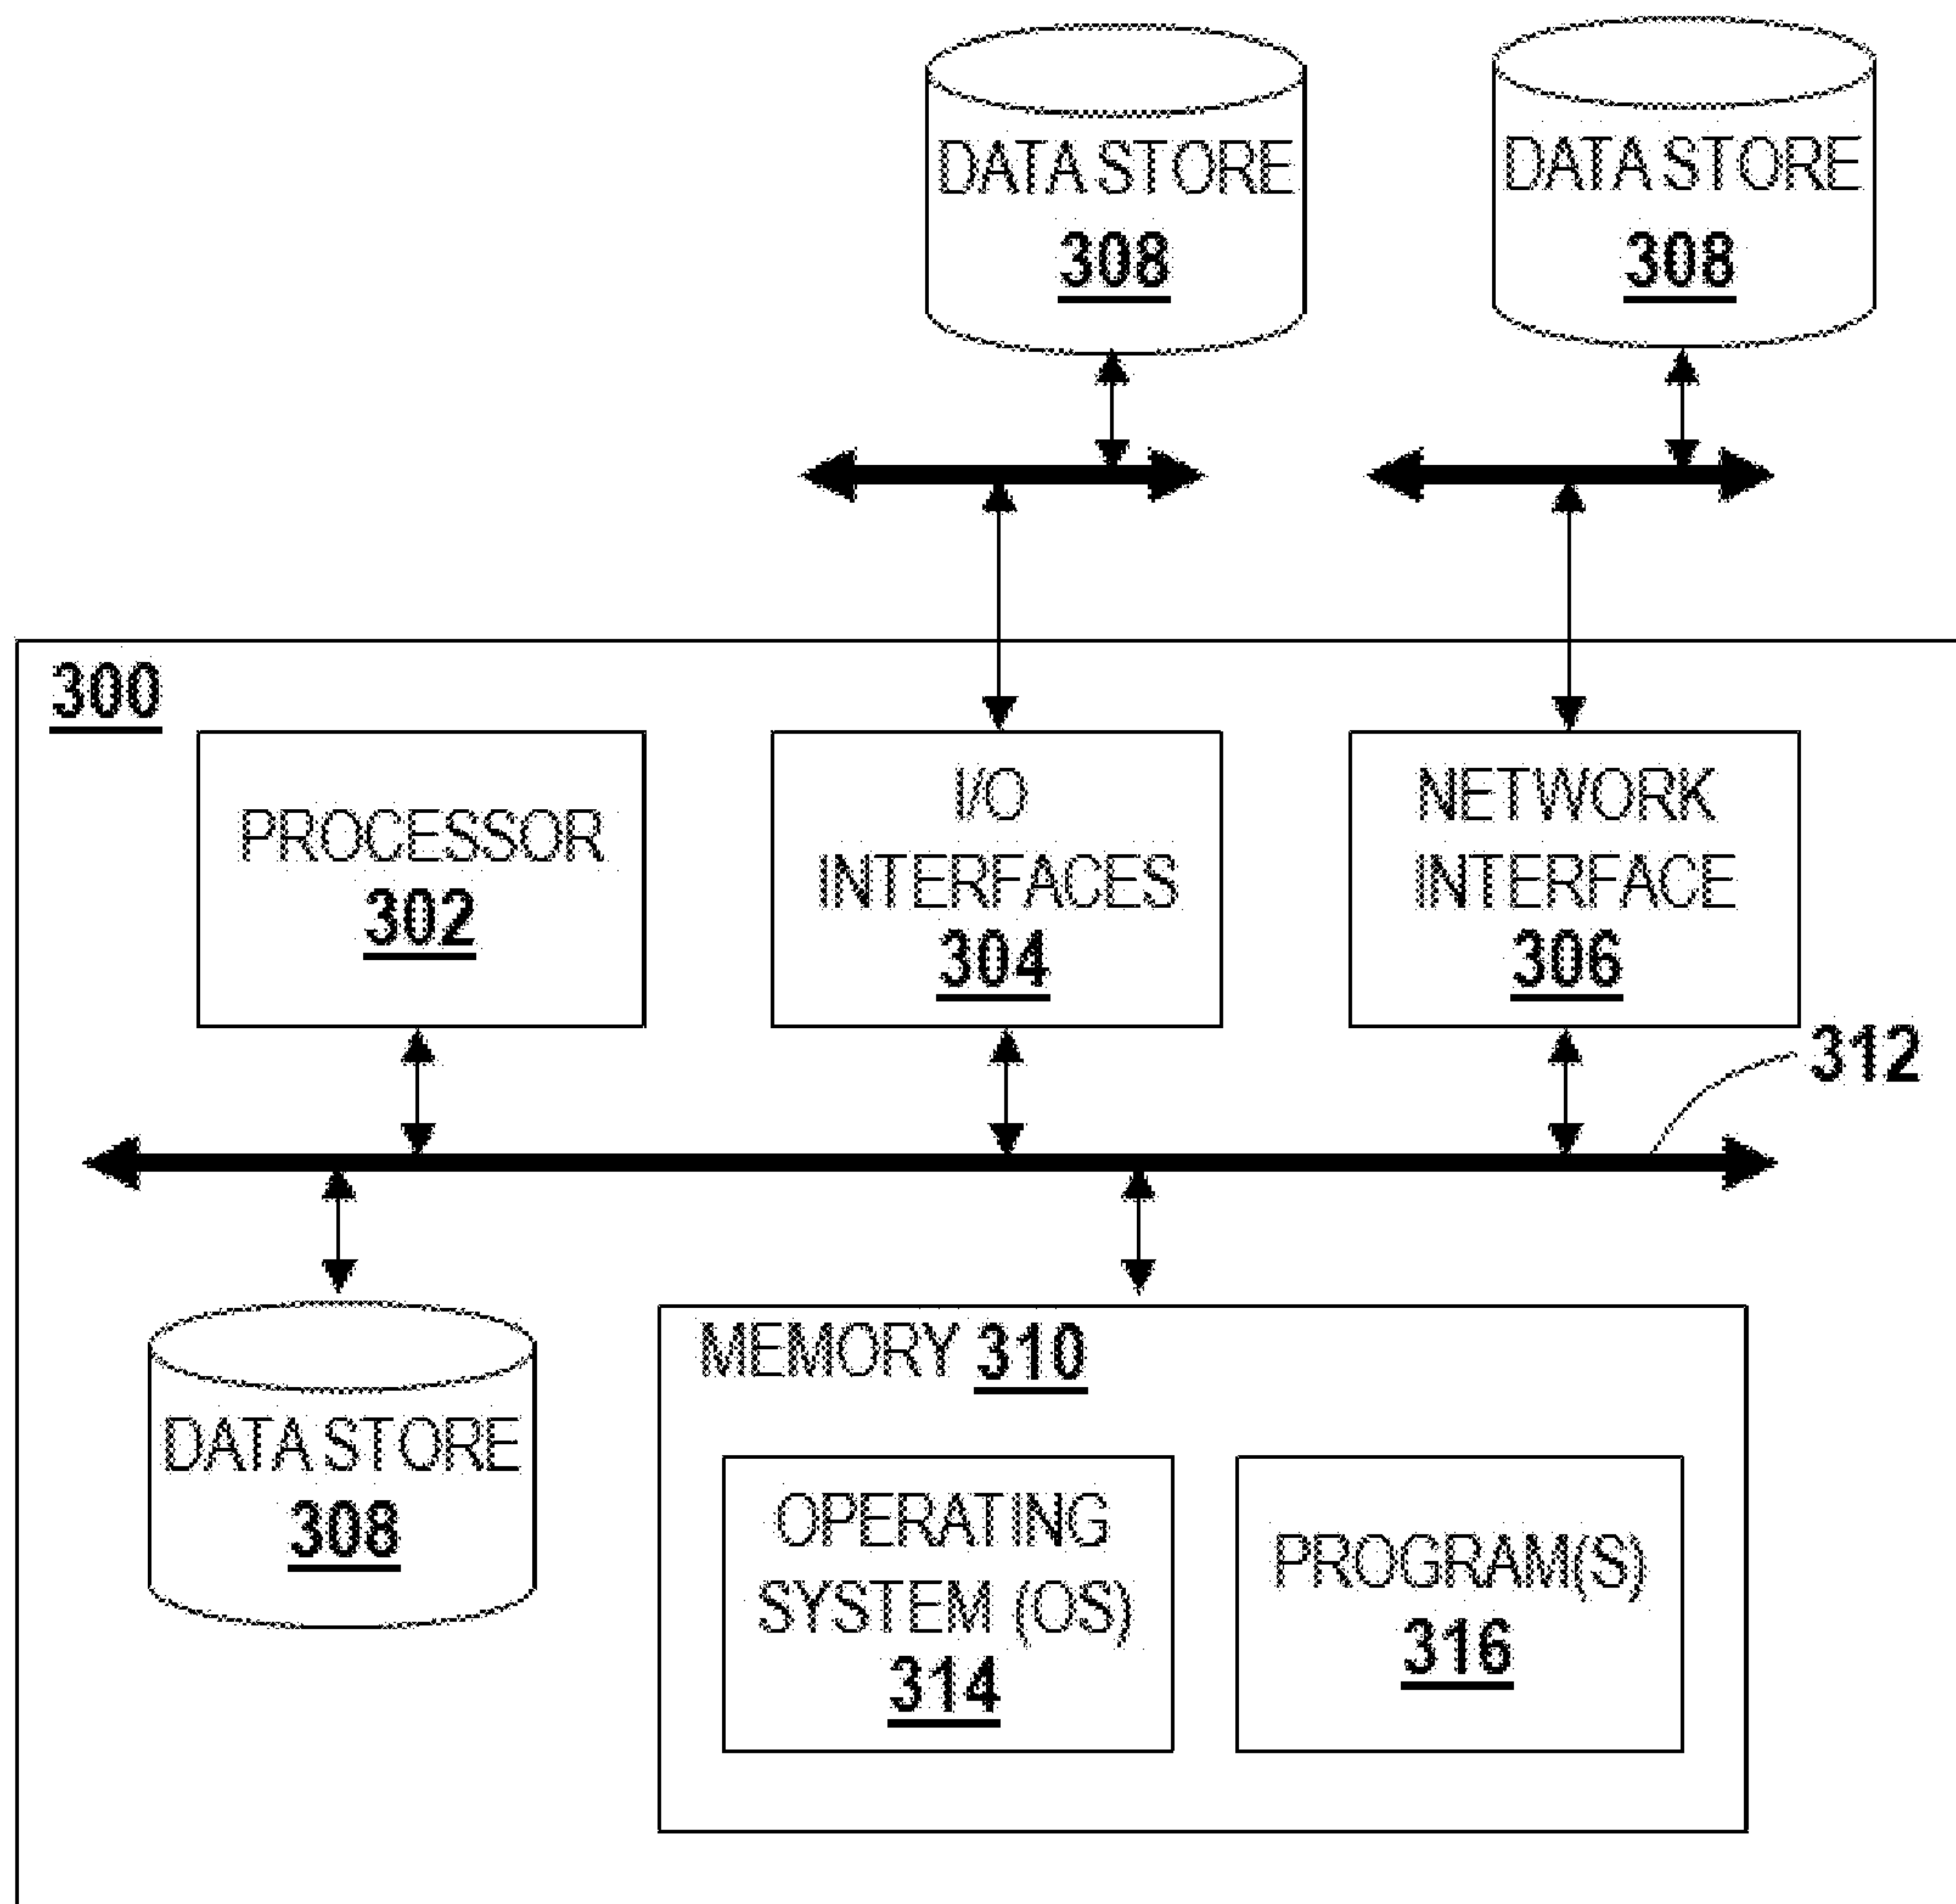 DATA STORE
308
DATA STORE
308
300
PROCESSOR
302
I/O
INTERFACES
304
NETWORK
INTERFACE
306
312
DATA STORE
308
MEMORY 310
OPERATING
SYSTEM (OS)
314
PROGRAM(S)
316